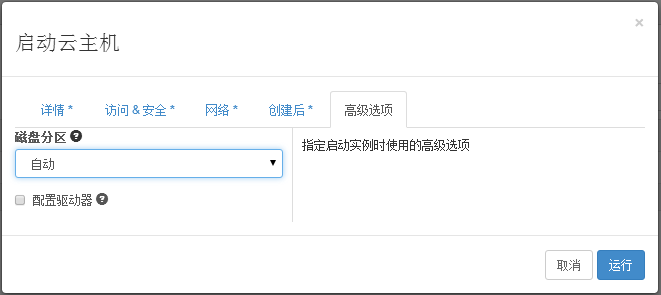 ×
启动云主机
详情 * 访问 & 安全 * 网络 * 创建后 * 高级选项
磁盘分区 ?
指定启动实例时使用的高级选项
自动
配置驱动器 ?
取消 运行